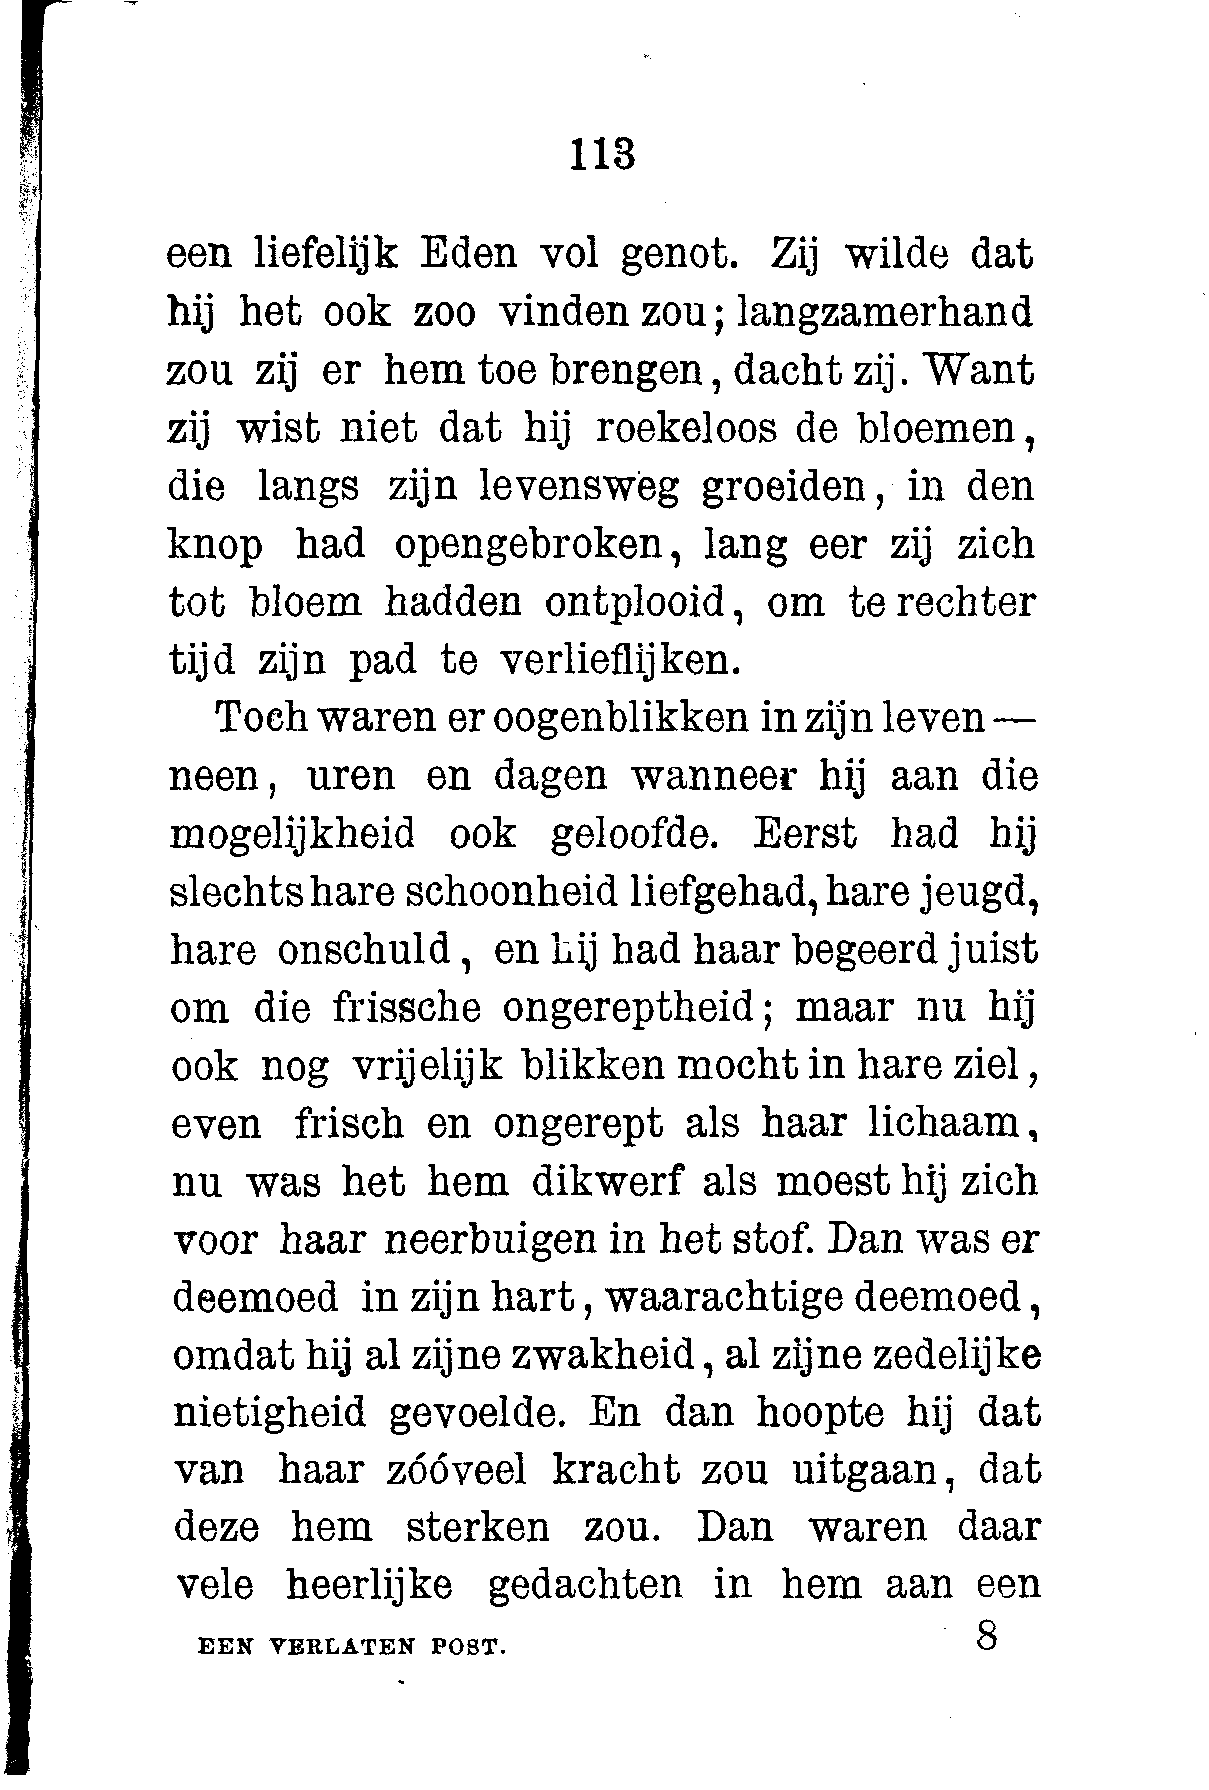 113
een liefelijk Eden vol genot. Zij wilde dat
hij het ook zoo vinden zou; langzamerhand
zou zij er hem toe brengen, dacht zij. Want
zij wist niet dat hij roekeloos de bloemen,
die langs zijn levensweg groeiden, in den
knop had opengebroken, lang eer zij zich
tot bloem hadden ontplooid, om te rechter
tijd zijn pad te verlieflijken.
Toch waren er oogenblikken in zijn leven—
neen, uren en dagen wanneer hij aan die
mogelijkheid ook geloofde. Eerst had hij
slechts hare schoonheid liefgehad, hare jeugd,
hare onschuld, en hij had haar begeerd juist
om die frissche ongereptheid; maar nu hij
ook nog vrijelijk blikken mocht in hare ziel,
even frisch en ongerept als haar lichaam,
nu was het hem dikwerf als moest hij zich
voor haar neerbuigen in het stof. Dan was er
deemoed in zijn hart, waarachtige deemoed,
omdat hij al zijne zwakheid, al zijne zedelijke
nietigheid gevoelde. En dan hoopte hij dat
van haar zóóveel kracht zou uitgaan, dat
deze hem sterken zou. Dan waren daar
vele heerlijke gedachten in hem aan een
EEN VERLATEN POST. 8